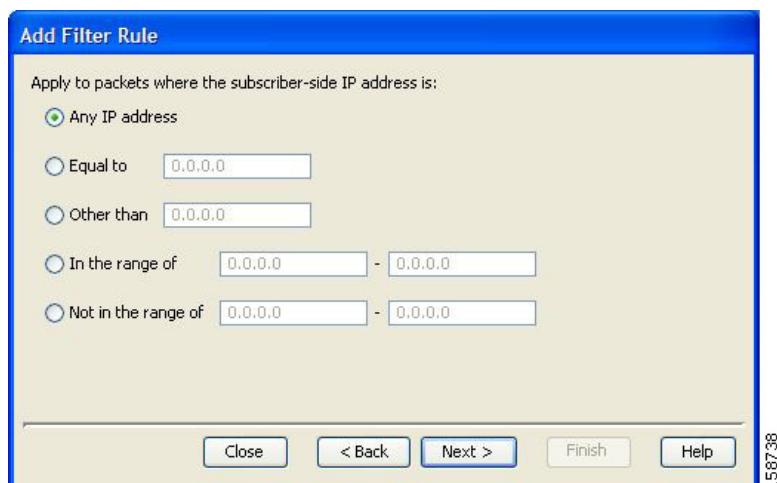 Add Filter Rule
Apply to packets where the subscriber-side IP address is:
Any IP address
Equal to 0.0.0.0
Other than 0.0.0.0
In the range of 0.0.0.0 - 0.0.0.0
Not in the range of 0.0.0.0 - 0.0.0.0
Close < Back Next > Finish Help
58738